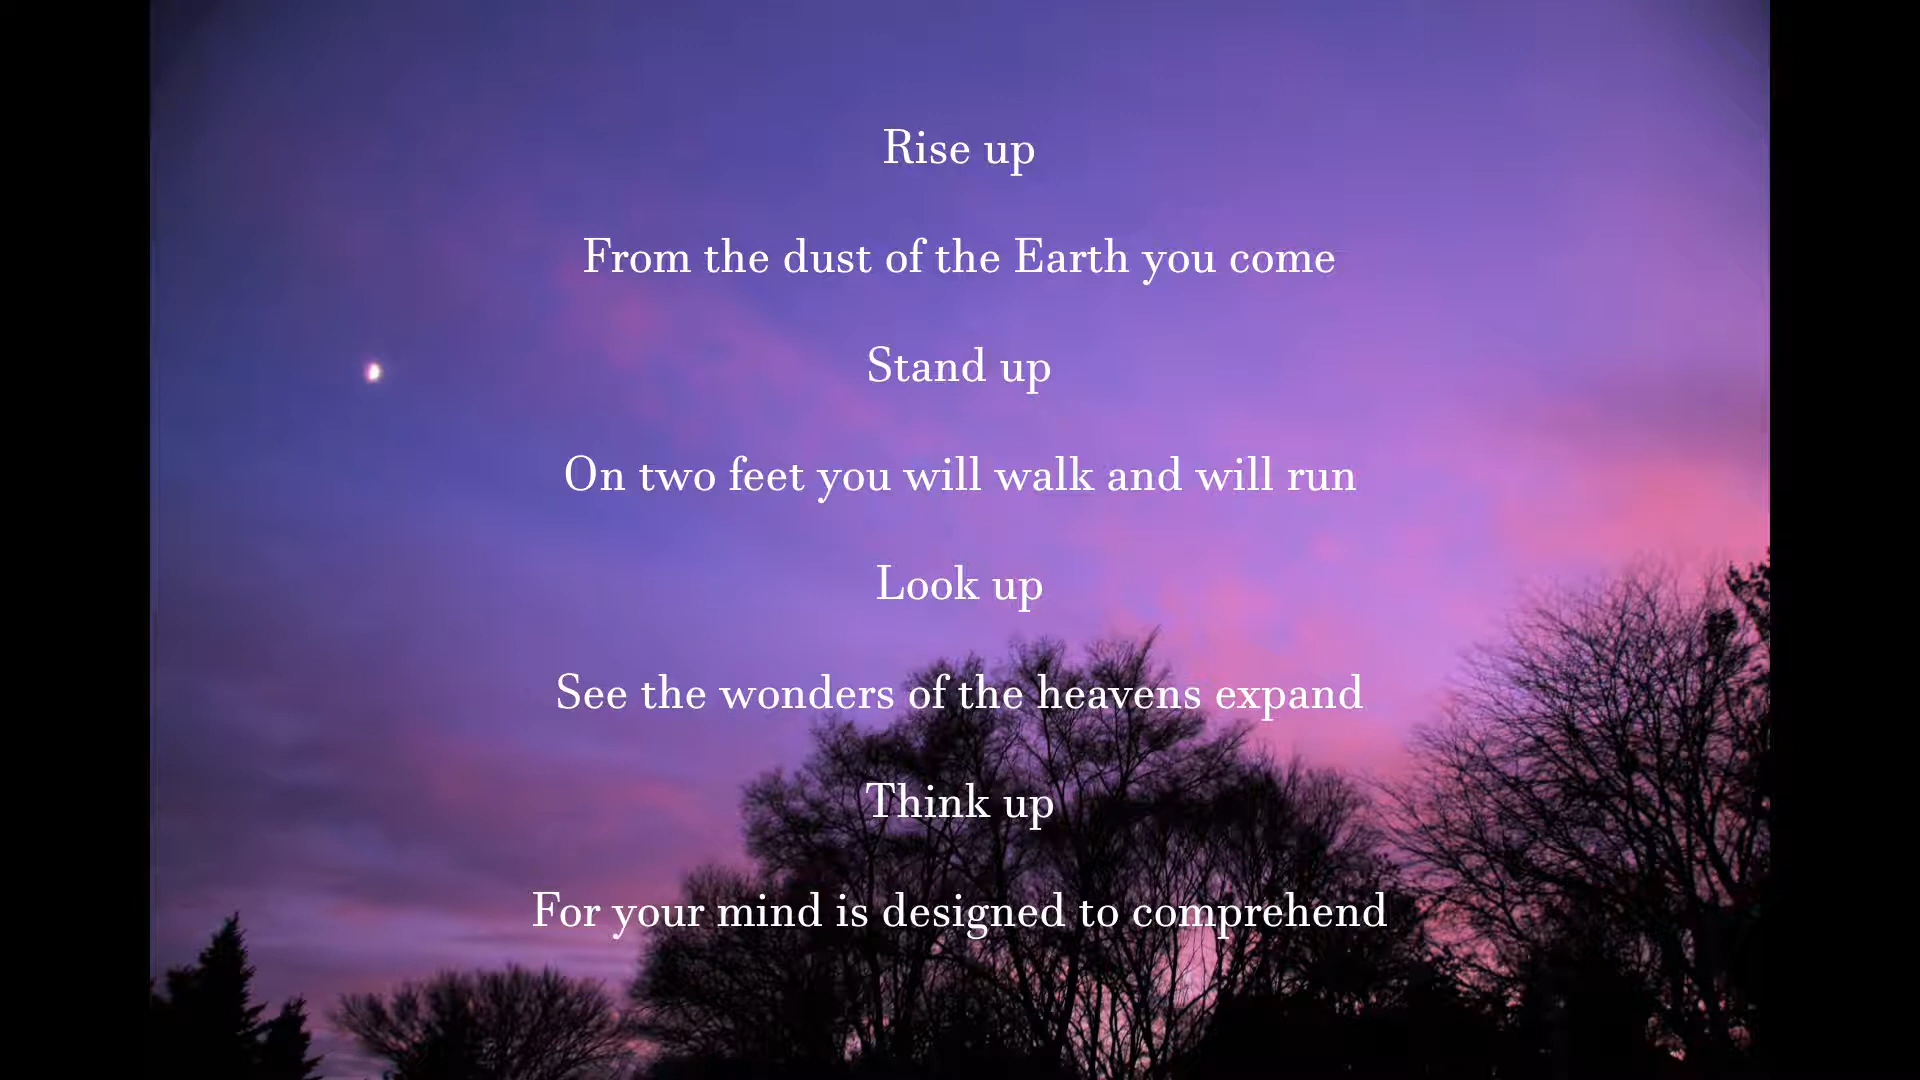 Rise up
From the dust of the Earth you come
Stand up
On two feet you will walk and will run
Look up
See the wonders of the heavens expand
Think up
For your mind is designed to comprehend